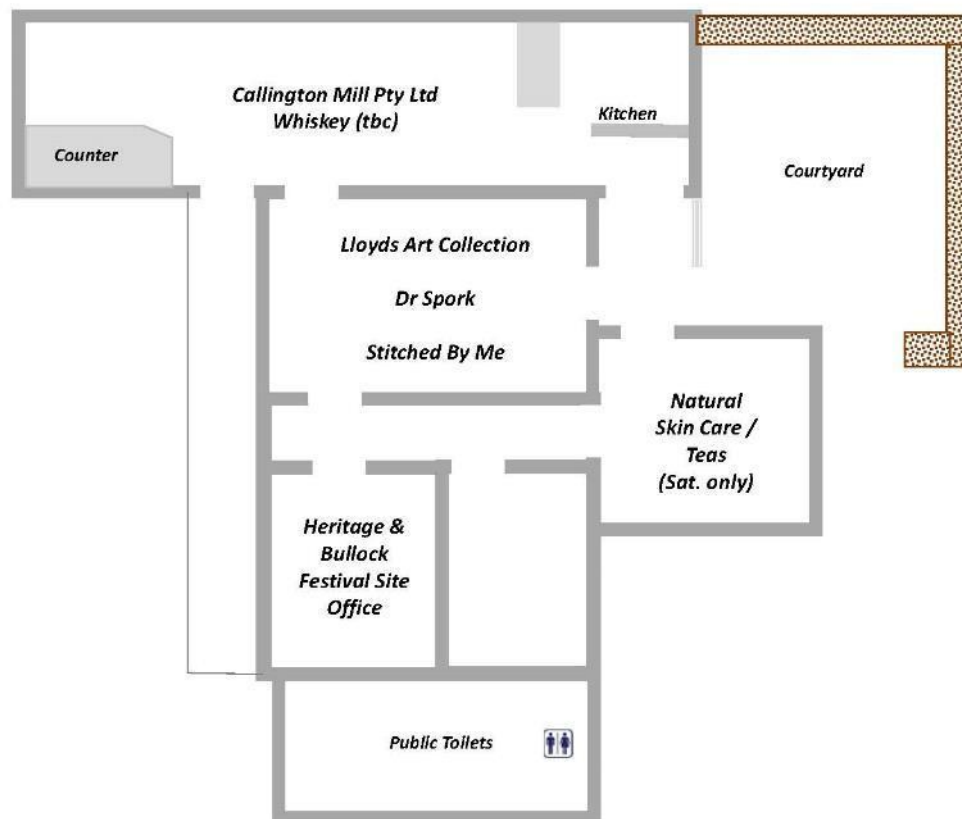 Callington Mill Pty Ltd
Whiskey (tbc)
Kitchen
Counter
Courtyard
Lloyds Art Collection
Dr Spork
Stitched By Me
Natural
Skin Care /
Teas
(Sat. only)
Heritage &
Bullock
Festival Site
Office
Public Toilets